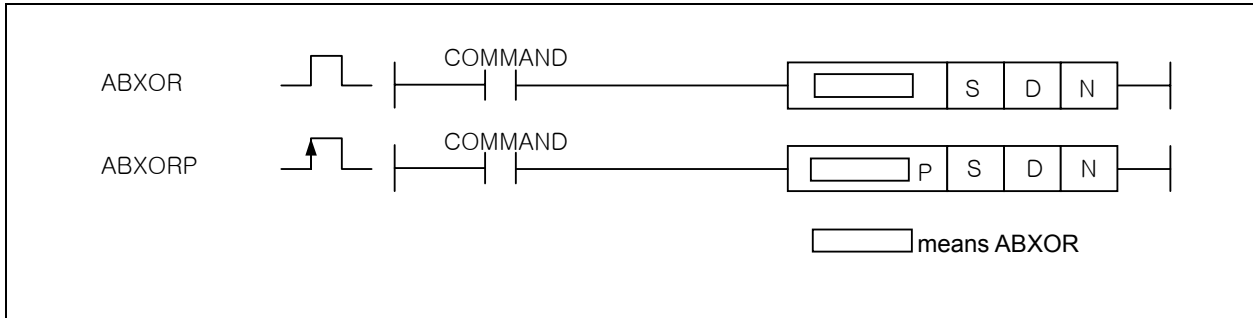 COMMAND
ABXOR S D N
COMMAND
ABXORP P S D N
means ABXOR